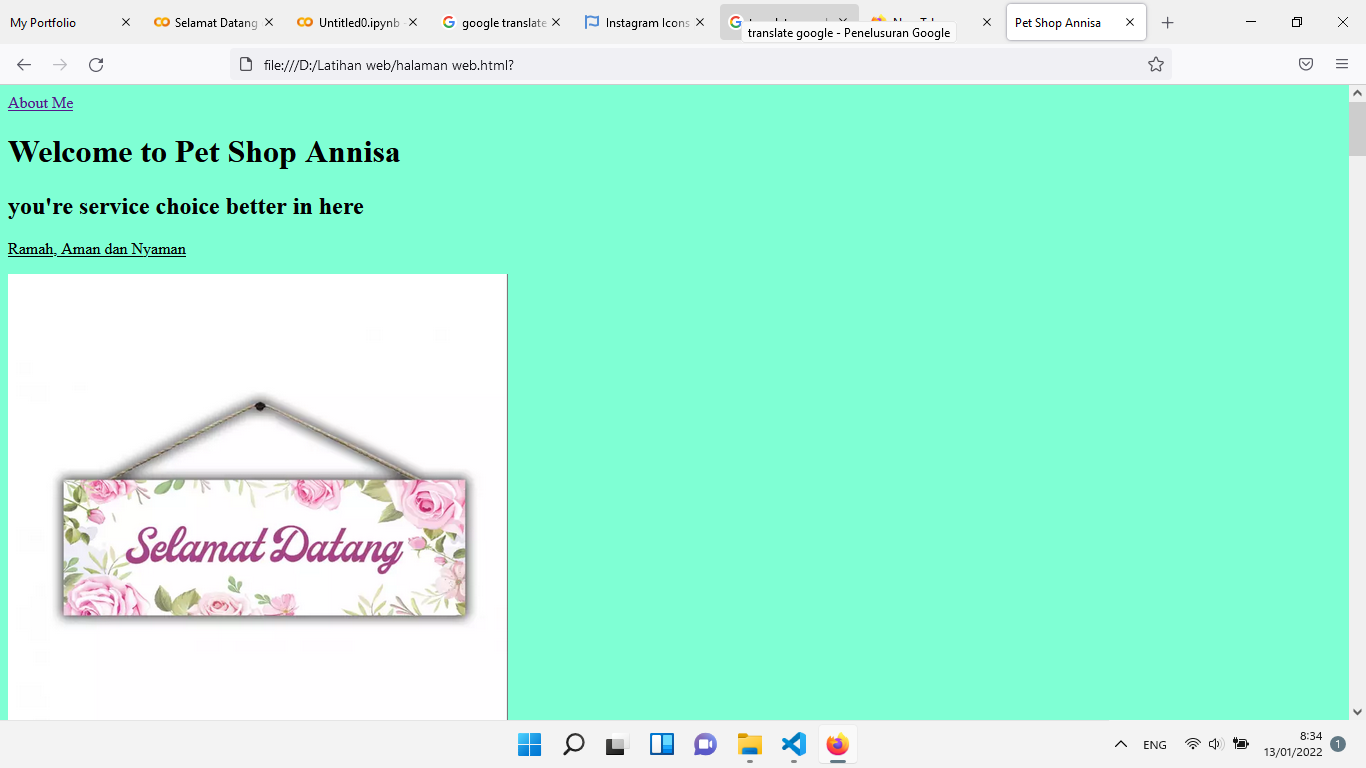 My Portfolio
Selamat Datang
Untitled0.ipynb
google translate
Instagram Icons
translate google - Penelusuran Google
Pet Shop Annisa
file:///D:/Latihan web/halaman web.html?
About Me
Welcome to Pet Shop Annisa
you're service choice better in here
Ramah, Aman dan Nyaman
Selamat Datang
ENG
8:34
13/01/2022
1